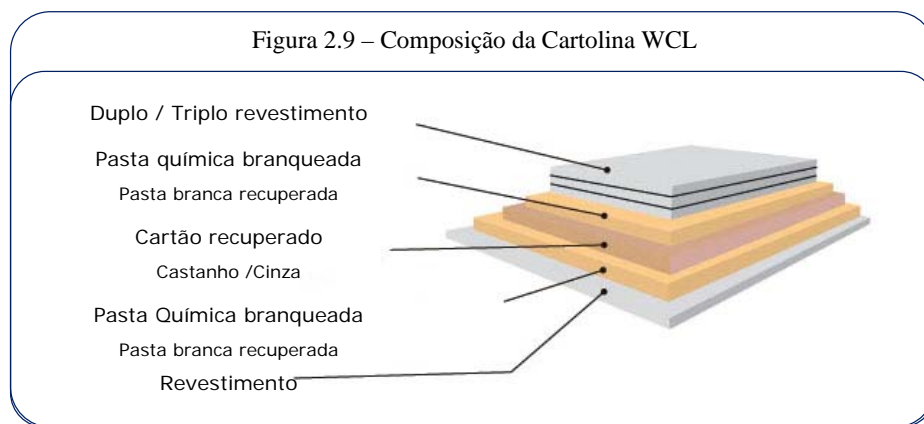 Figura 2.9 – Composição da Cartolina WCL
Duplo / Triplo revestimento
Pasta química branqueada
Pasta branca recuperada
Cartão recuperado
Castanho /Cinza
Pasta Química branqueada
Pasta branca recuperada
Revestimento